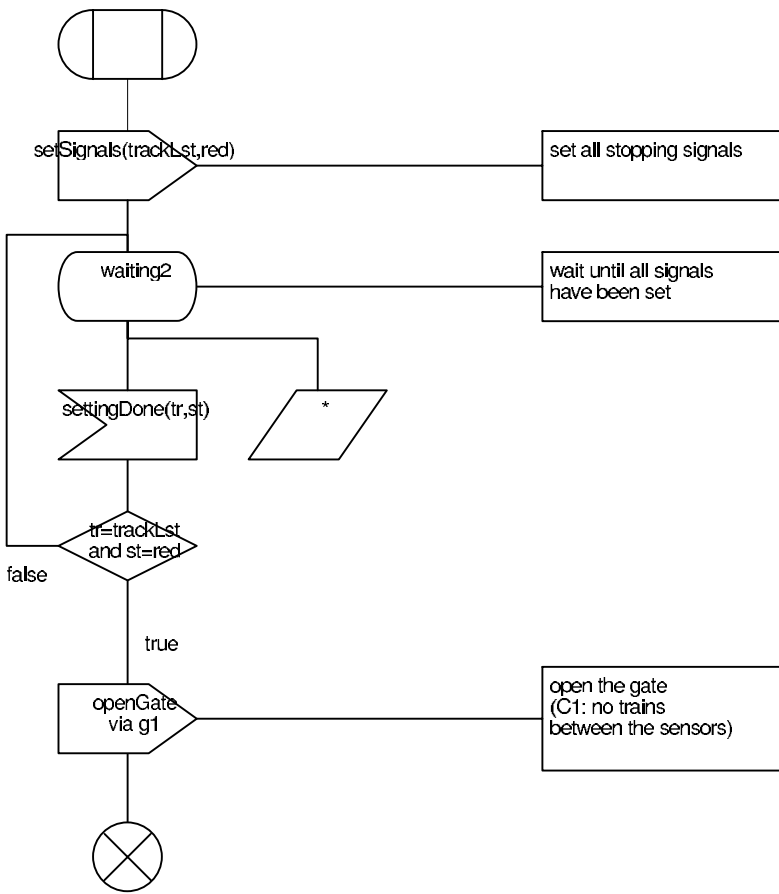 setSignals(trackLst,red)
set all stopping signals
waiting2
wait until all signals
have been set
settingDone(tr,st)
*
tr=trackLst
and st=red
false
true
openGate
via g1
open the gate
(C1: no trains
between the sensors)